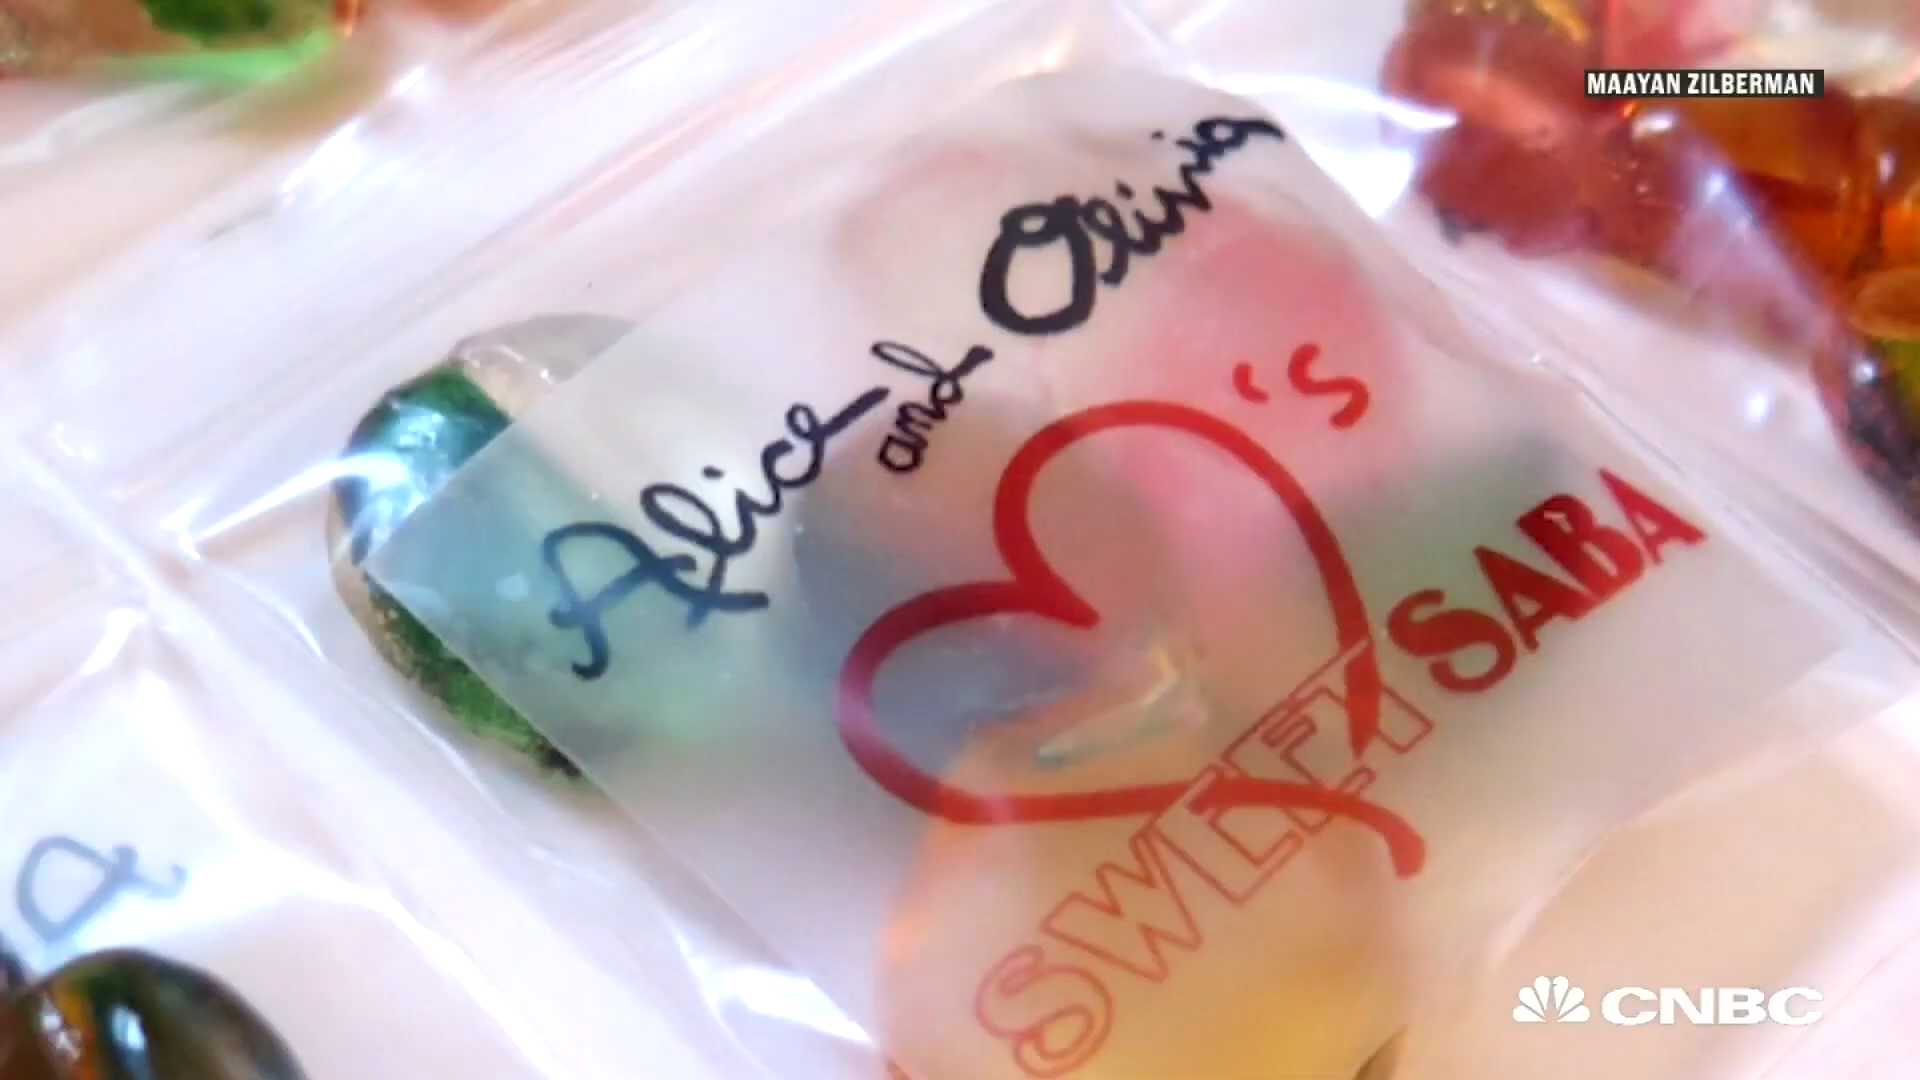 MAAYAN ZILBERMAN
Alice
and
Olivia
's
SWEET SABA
CNBC